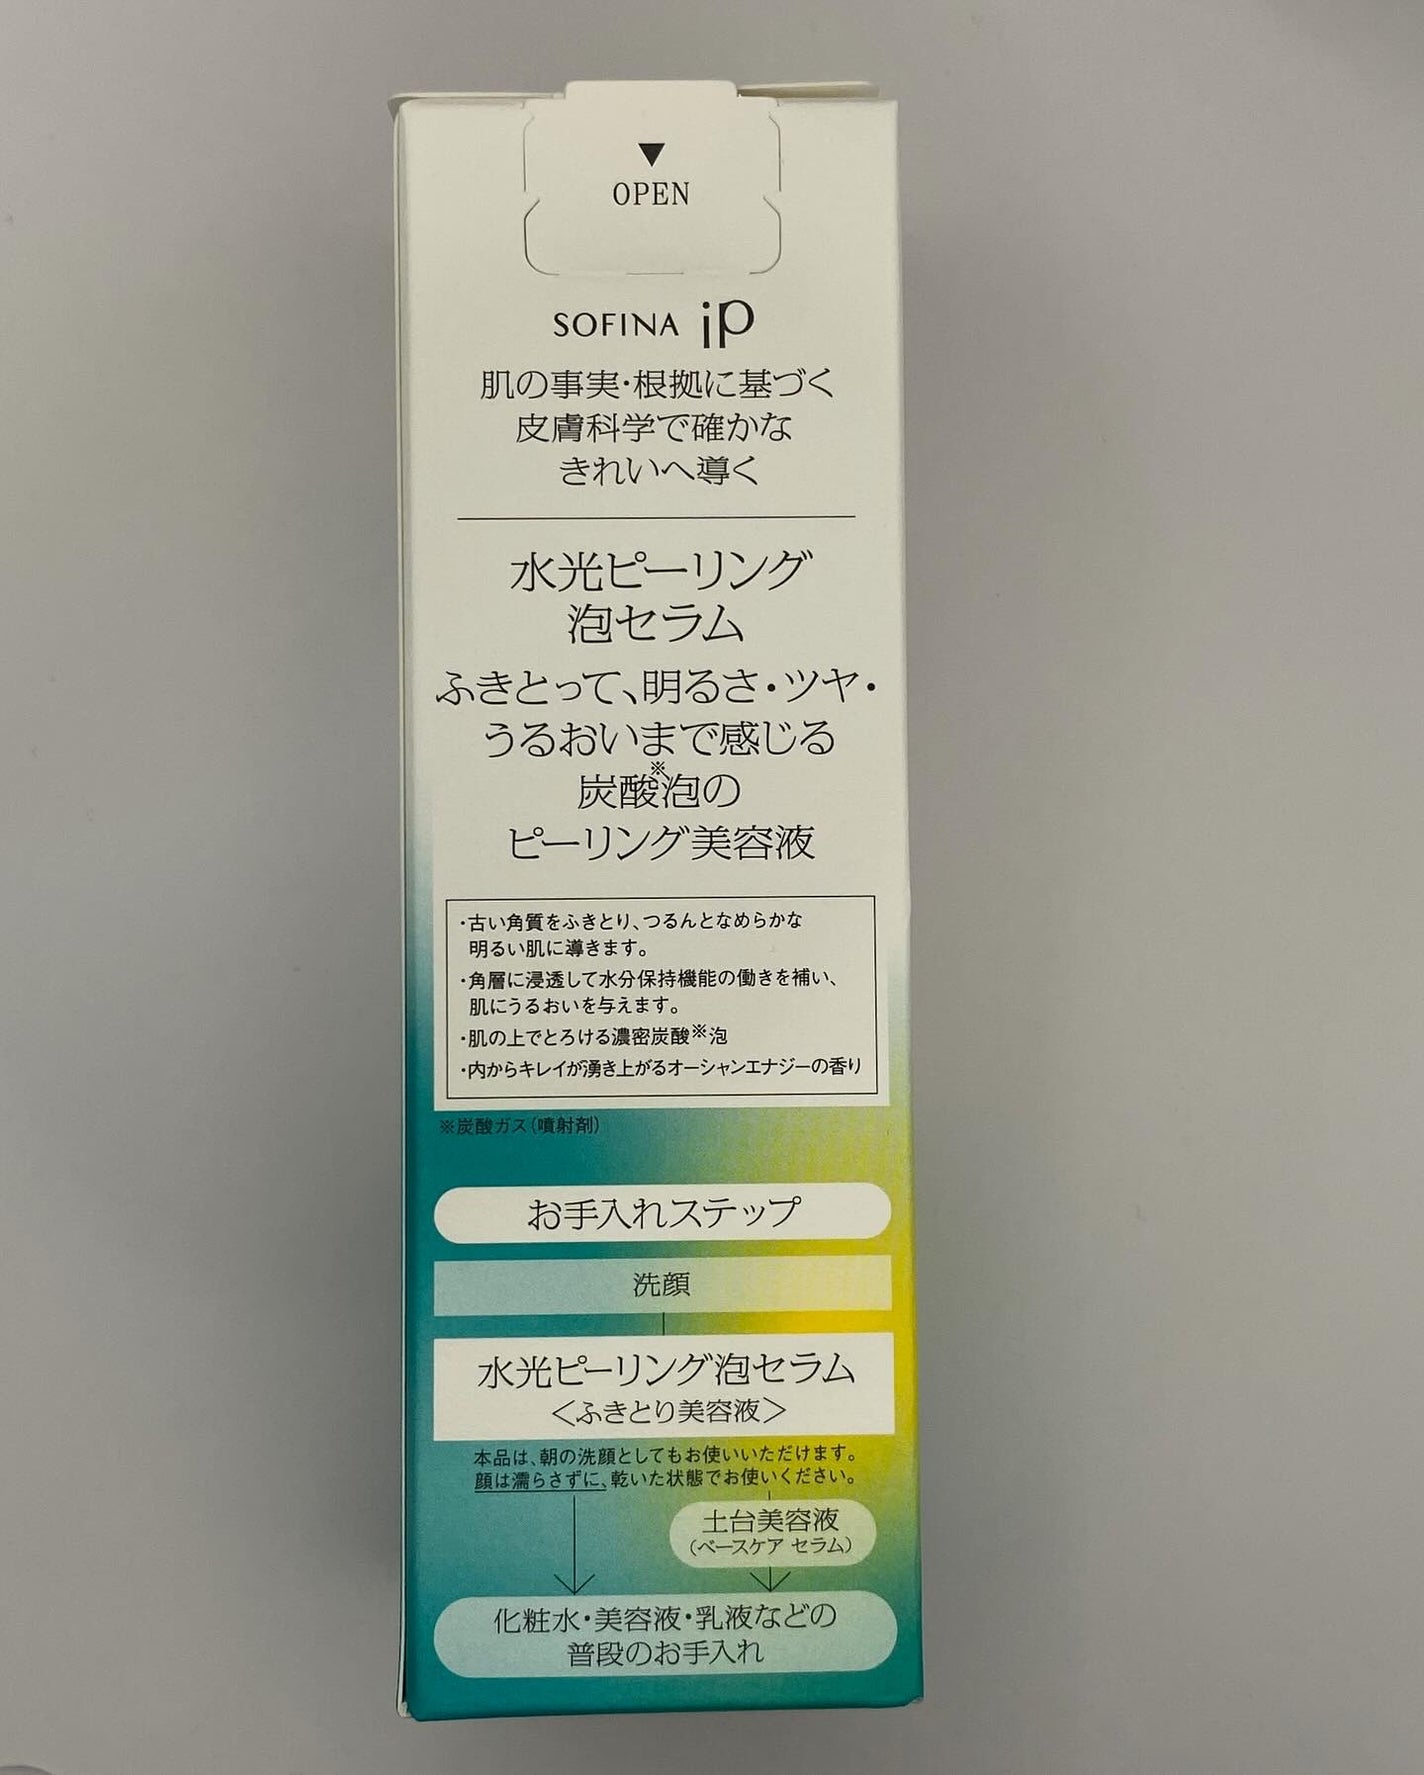 ▼
OPEN
SOFINA iP
肌の事実・根拠に基づく
皮膚科学で確かな
きれいへ導く
水光ピーリング
泡セラム
ふきとって、明るさ・ツヤ・
うるおいまで感じる
炭酸※泡の
ピーリング美容液
・古い角質をふきとり、つるんとなめらかな
明るい肌に導きます。
・角層に浸透して水分保持機能の働きを補い、
肌にうるおいを与えます。
・肌の上でとろける濃密炭酸※泡
・内からキレイが湧き上がるオーシャンエナジーの香り
※炭酸ガス(噴射剤)
お手入れステップ
洗顔
水光ピーリング泡セラム
<ふきとり美容液>
本品は、朝の洗顔としてもお使いいただけます。
顔は濡らさずに、乾いた状態でお使いください。
土台美容液
(ベースケア セラム)
化粧水・美容液・乳液などの
普段のお手入れ